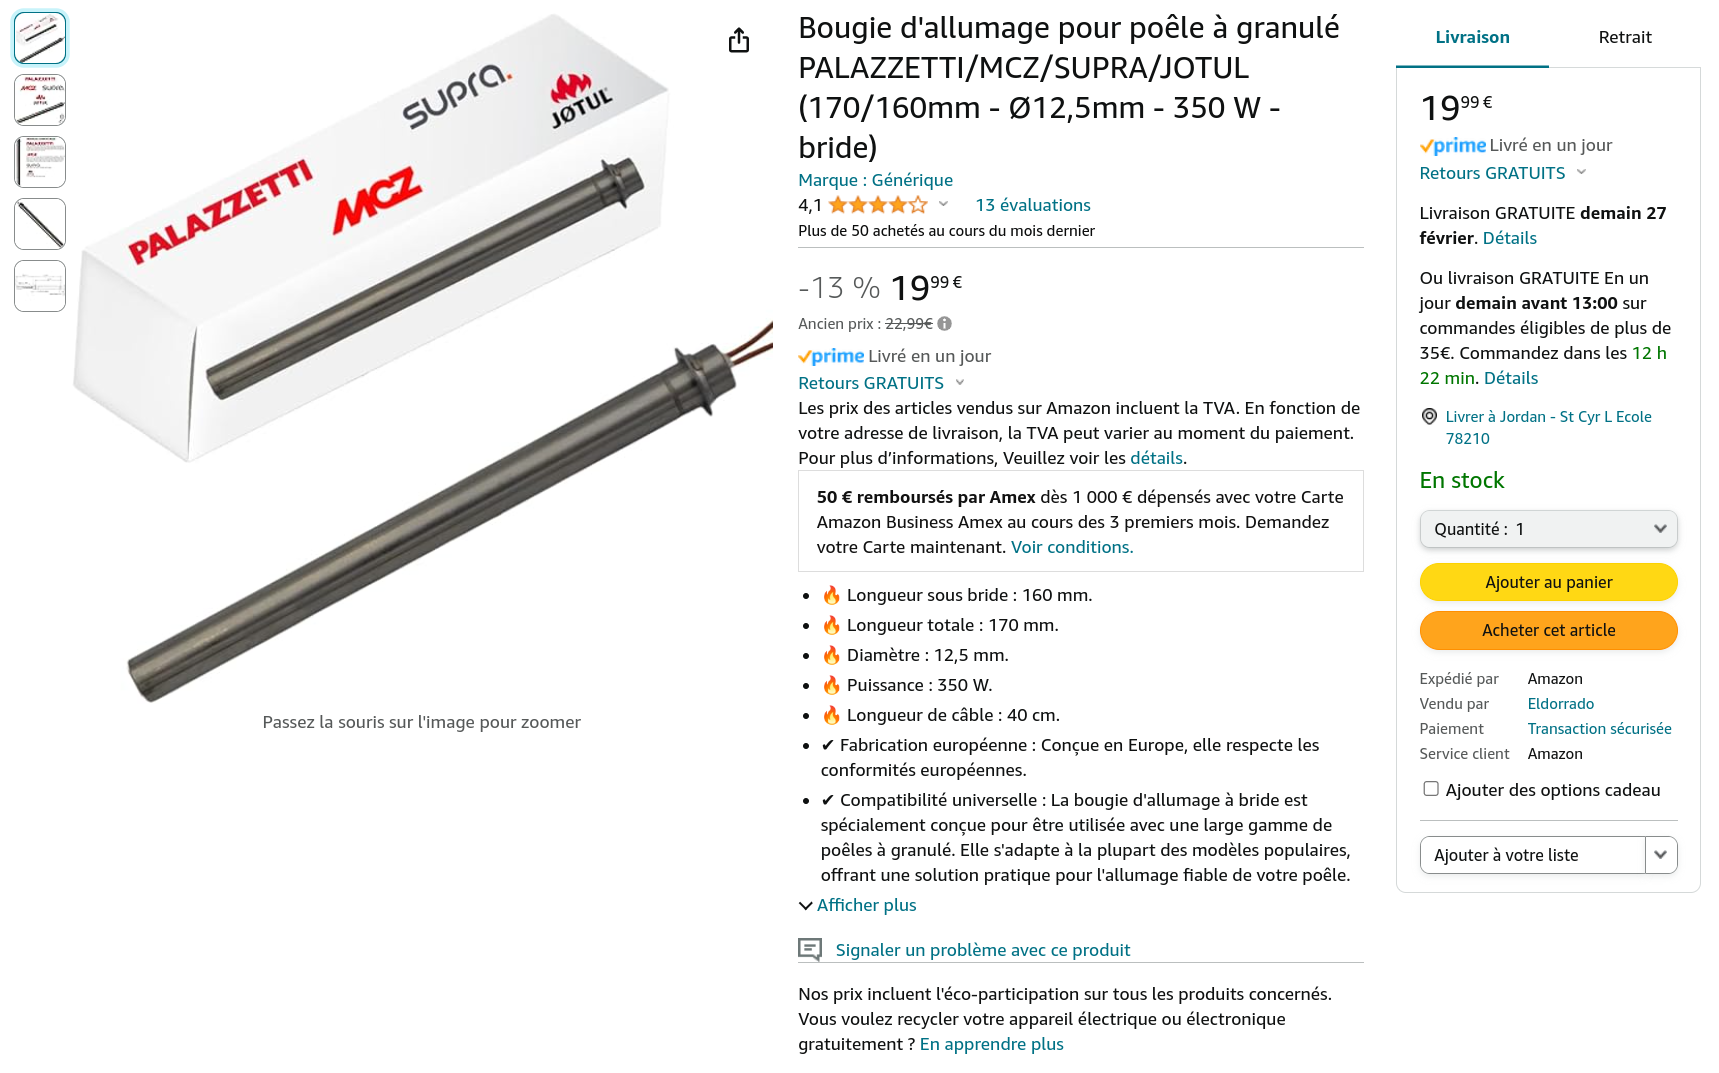 PALAZZETTI
MCZ
supra.
JØTUL
Passez la souris sur l'image pour zoomer
Bougie d'allumage pour poêle à granulé
PALAZZETTI/MCZ/SUPRA/JOTUL
(170/160mm - Ø12,5mm - 350 W -
bride)
Marque : Générique
4,1 13 évaluations
Plus de 50 achetés au cours du mois dernier
-13 % 19,99 €
Ancien prix : 22,99€
prime Livré en un jour
Retours GRATUITS
Les prix des articles vendus sur Amazon incluent la TVA. En fonction de
votre adresse de livraison, la TVA peut varier au moment du paiement.
Pour plus d’informations, Veuillez voir les détails.
50 € remboursés par Amex dès 1 000 € dépensés avec votre Carte
Amazon Business Amex au cours des 3 premiers mois. Demandez
votre Carte maintenant. Voir conditions.
• 🔥 Longueur sous bride : 160 mm.
• 🔥 Longueur totale : 170 mm.
• 🔥 Diamètre : 12,5 mm.
• 🔥 Puissance : 350 W.
• 🔥 Longueur de câble : 40 cm.
• ✔ Fabrication européenne : Conçue en Europe, elle respecte les
conformités européennes.
• ✔ Compatibilité universelle : La bougie d'allumage à bride est
spécialement conçue pour être utilisée avec une large gamme de
poêles à granulé. Elle s'adapte à la plupart des modèles populaires,
offrant une solution pratique pour l'allumage fiable de votre poêle.
Afficher plus
Signaler un problème avec ce produit
Nos prix incluent l'éco-participation sur tous les produits concernés.
Vous voulez recycler votre appareil électrique ou électronique
gratuitement ? En apprendre plus
Livraison Retrait
19,99 €
prime Livré en un jour
Retours GRATUITS
Livraison GRATUITE demain 27
février. Détails
Ou livraison GRATUITE En un
jour demain avant 13:00 sur
commandes éligibles de plus de
35€. Commandez dans les 12 h
22 min. Détails
Livrer à Jordan - St Cyr L Ecole
78210
En stock
Quantité : 1
Ajouter au panier
Acheter cet article
Expédié par Amazon
Vendu par Eldorrado
Paiement Transaction sécurisée
Service client Amazon
Ajouter des options cadeau
Ajouter à votre liste